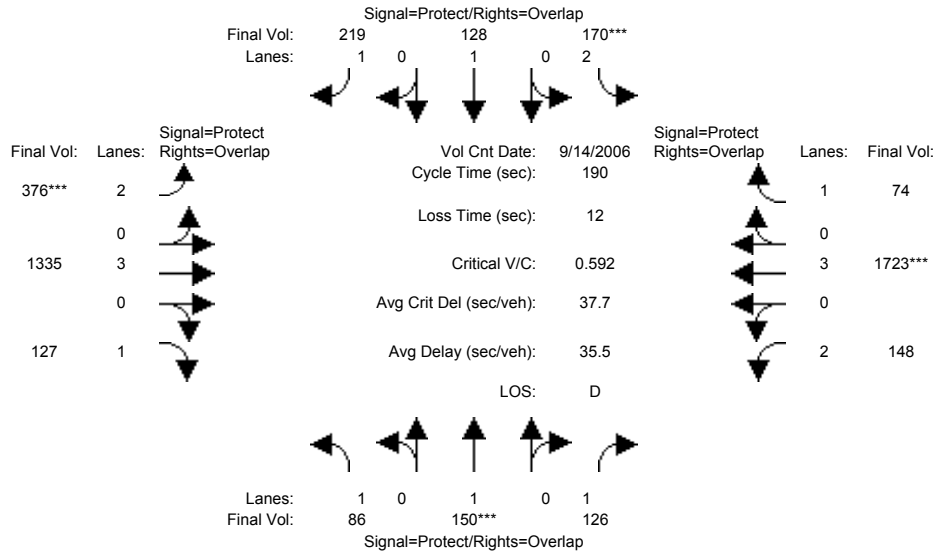 Signal=Protect/Rights=Overlap
Final Vol: 219 128 170***
Lanes: 1 0 1 0 2
Signal=Protect
Final Vol: Lanes: Rights=Overlap
Vol Cnt Date: 9/14/2006
Signal=Protect
Rights=Overlap Lanes: Final Vol:
Cycle Time (sec): 190
376*** 2
1 74
Loss Time (sec): 12
0
0
1335 3
Critical V/C: 0.592
3 1723***
0
Avg Crit Del (sec/veh): 37.7
0
127 1
Avg Delay (sec/veh): 35.5
2 148
LOS: D
Lanes: 1 0 1 0 1
Final Vol: 86 150*** 126
Signal=Protect/Rights=Overlap